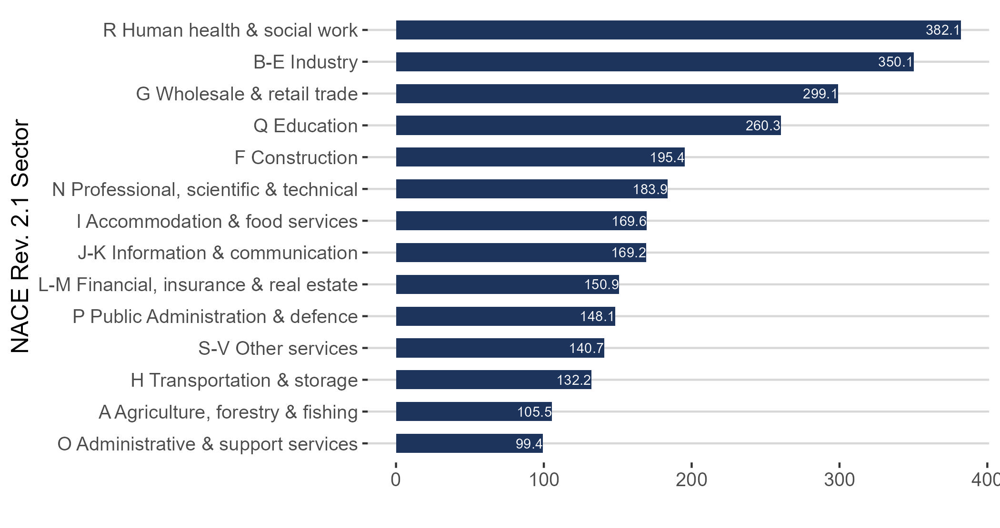 NACE Rev. 2.1 Sector
R Human health & social work 382.1
B-E Industry 350.1
G Wholesale & retail trade 299.1
Q Education 260.3
F Construction 195.4
N Professional, scientific & technical 183.9
I Accommodation & food services 169.6
J-K Information & communication 169.2
L-M Financial, insurance & real estate 150.9
P Public Administration & defence 148.1
S-V Other services 140.7
H Transportation & storage 132.2
A Agriculture, forestry & fishing 105.5
O Administrative & support services 99.4
0 100 200 300 400